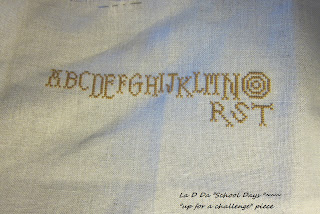 ABCDEFGHIJKLMNO
RST
La D Da "School Days"
"up for a challenge" piece